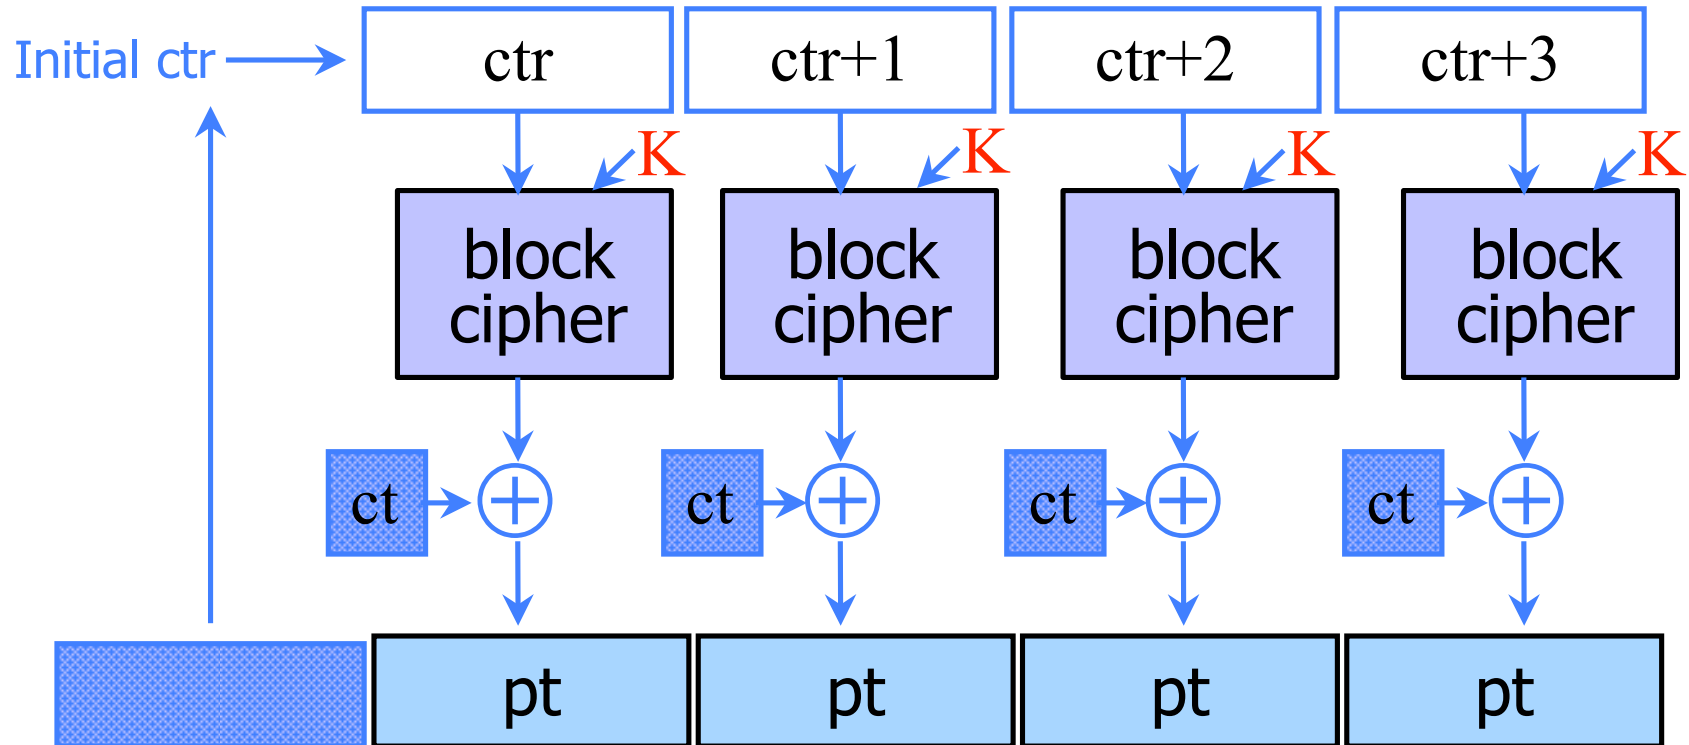 Initial ctr
ctr
ctr+1
ctr+2
ctr+3
K
K
K
K
block
cipher
block
cipher
block
cipher
block
cipher
ct
ct
ct
ct
pt
pt
pt
pt